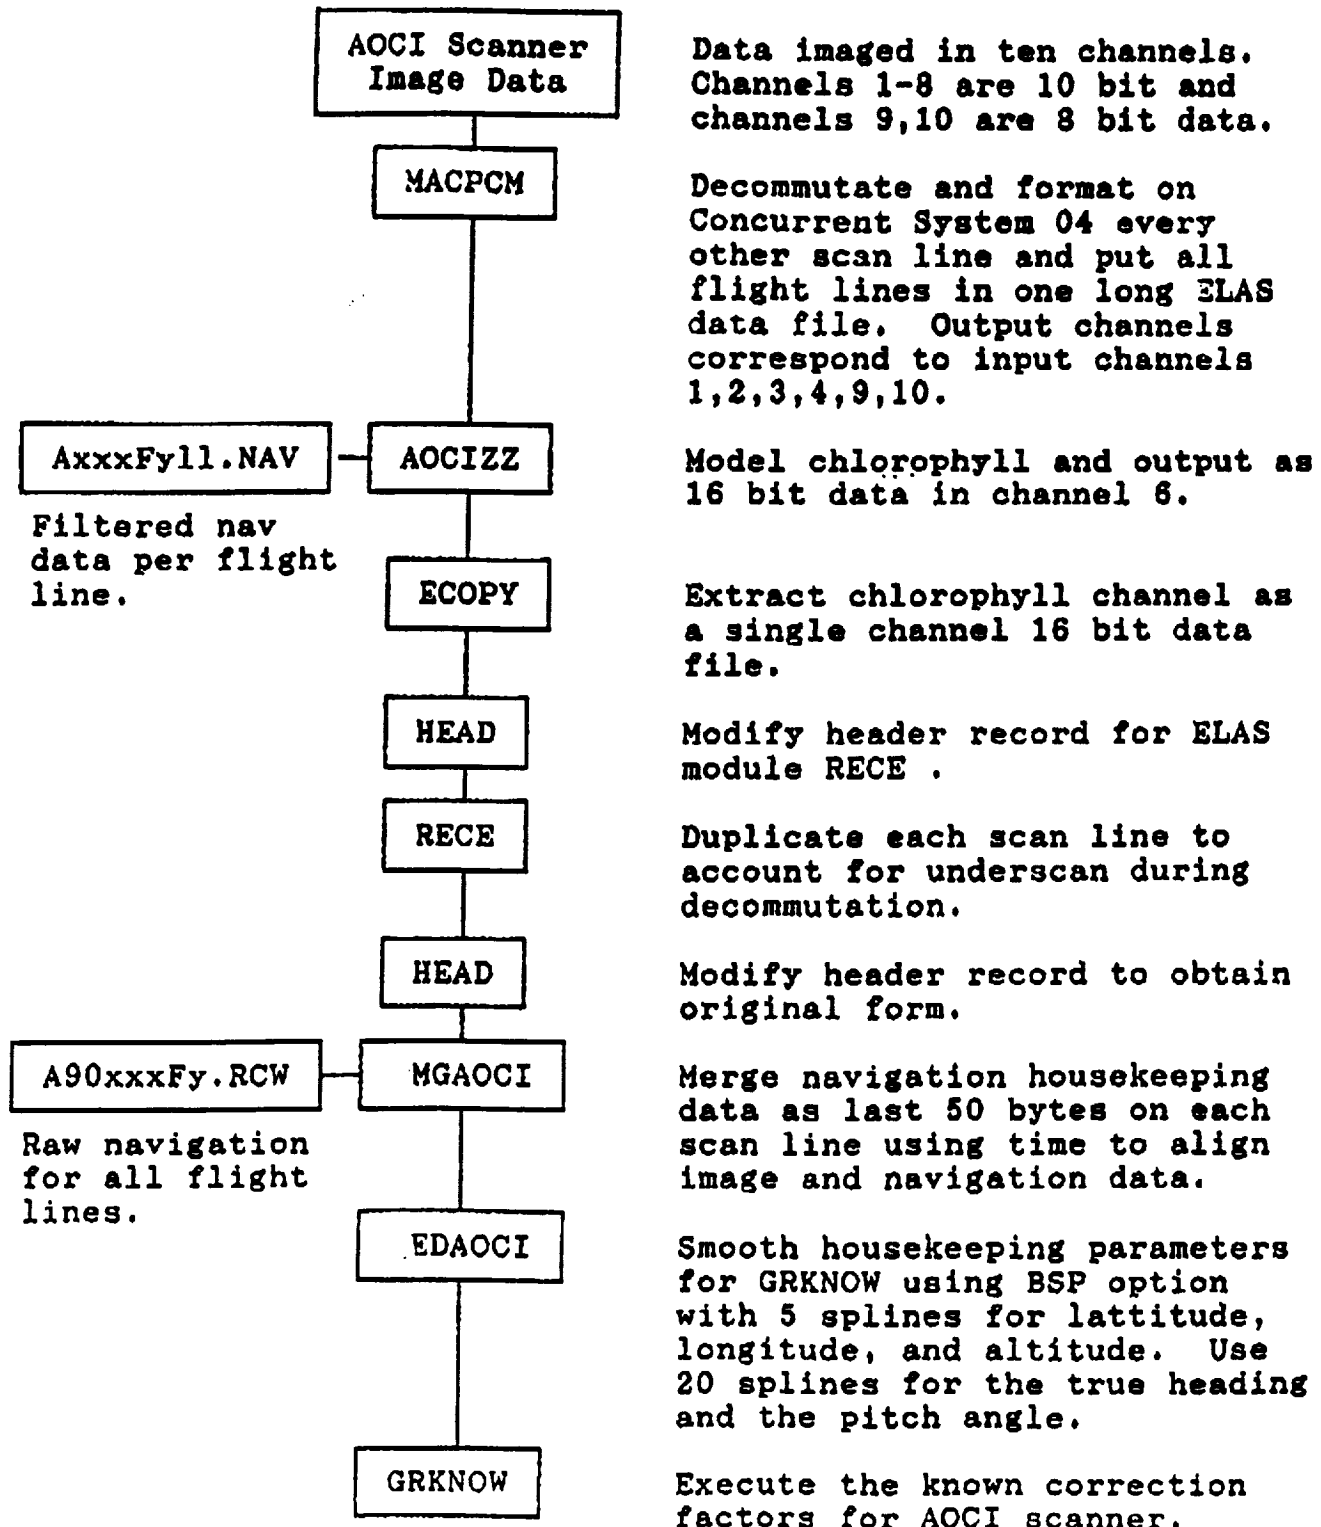 AOCI Scanner
Image Data
Data imaged in ten channels.
Channels 1-8 are 10 bit and
channels 9,10 are 8 bit data.
MACPCM
Decommutate and format on
Concurrent System 04 every
other scan line and put all
flight lines in one long ELAS
data file. Output channels
correspond to input channels
1,2,3,4,9,10.
AxxxFyll.NAV
AOCIZZ
Model chlorophyll and output as
16 bit data in channel 6.
Filtered nav
data per flight
line.
ECOPY
Extract chlorophyll channel as
a single channel 16 bit data
file.
HEAD
Modify header record for ELAS
module RECE .
RECE
Duplicate each scan line to
account for underscan during
decommutation.
HEAD
Modify header record to obtain
original form.
A90xxxFy.RCW
MGAOCI
Merge navigation housekeeping
data as last 50 bytes on each
scan line using time to align
image and navigation data.
Raw navigation
for all flight
lines.
EDAOCI
Smooth housekeeping parameters
for GRKNOW using BSP option
with 5 splines for lattitude,
longitude, and altitude. Use
20 splines for the true heading
and the pitch angle.
GRKNOW
Execute the known correction
factors for AOCI scanner.